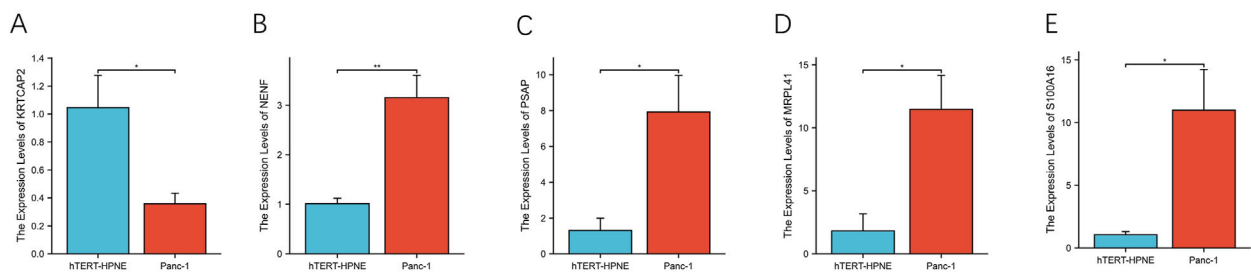 A
The Expression Levels of KRTCAP2
1.4
1.2
1.0
0.8
0.6
0.4
0.2
0.0
*
hTERT-HPNE
Panc-1
B
The Expression Levels of NENF
3
2
1
0
**
hTERT-HPNE
Panc-1
C
The Expression Levels of PSAP
10
8
6
4
2
0
*
hTERT-HPNE
Panc-1
D
The Expression Levels of MRPL41
15
10
5
0
*
hTERT-HPNE
Panc-1
E
The Expression Levels of S100A16
15
10
5
0
*
hTERT-HPNE
Panc-1